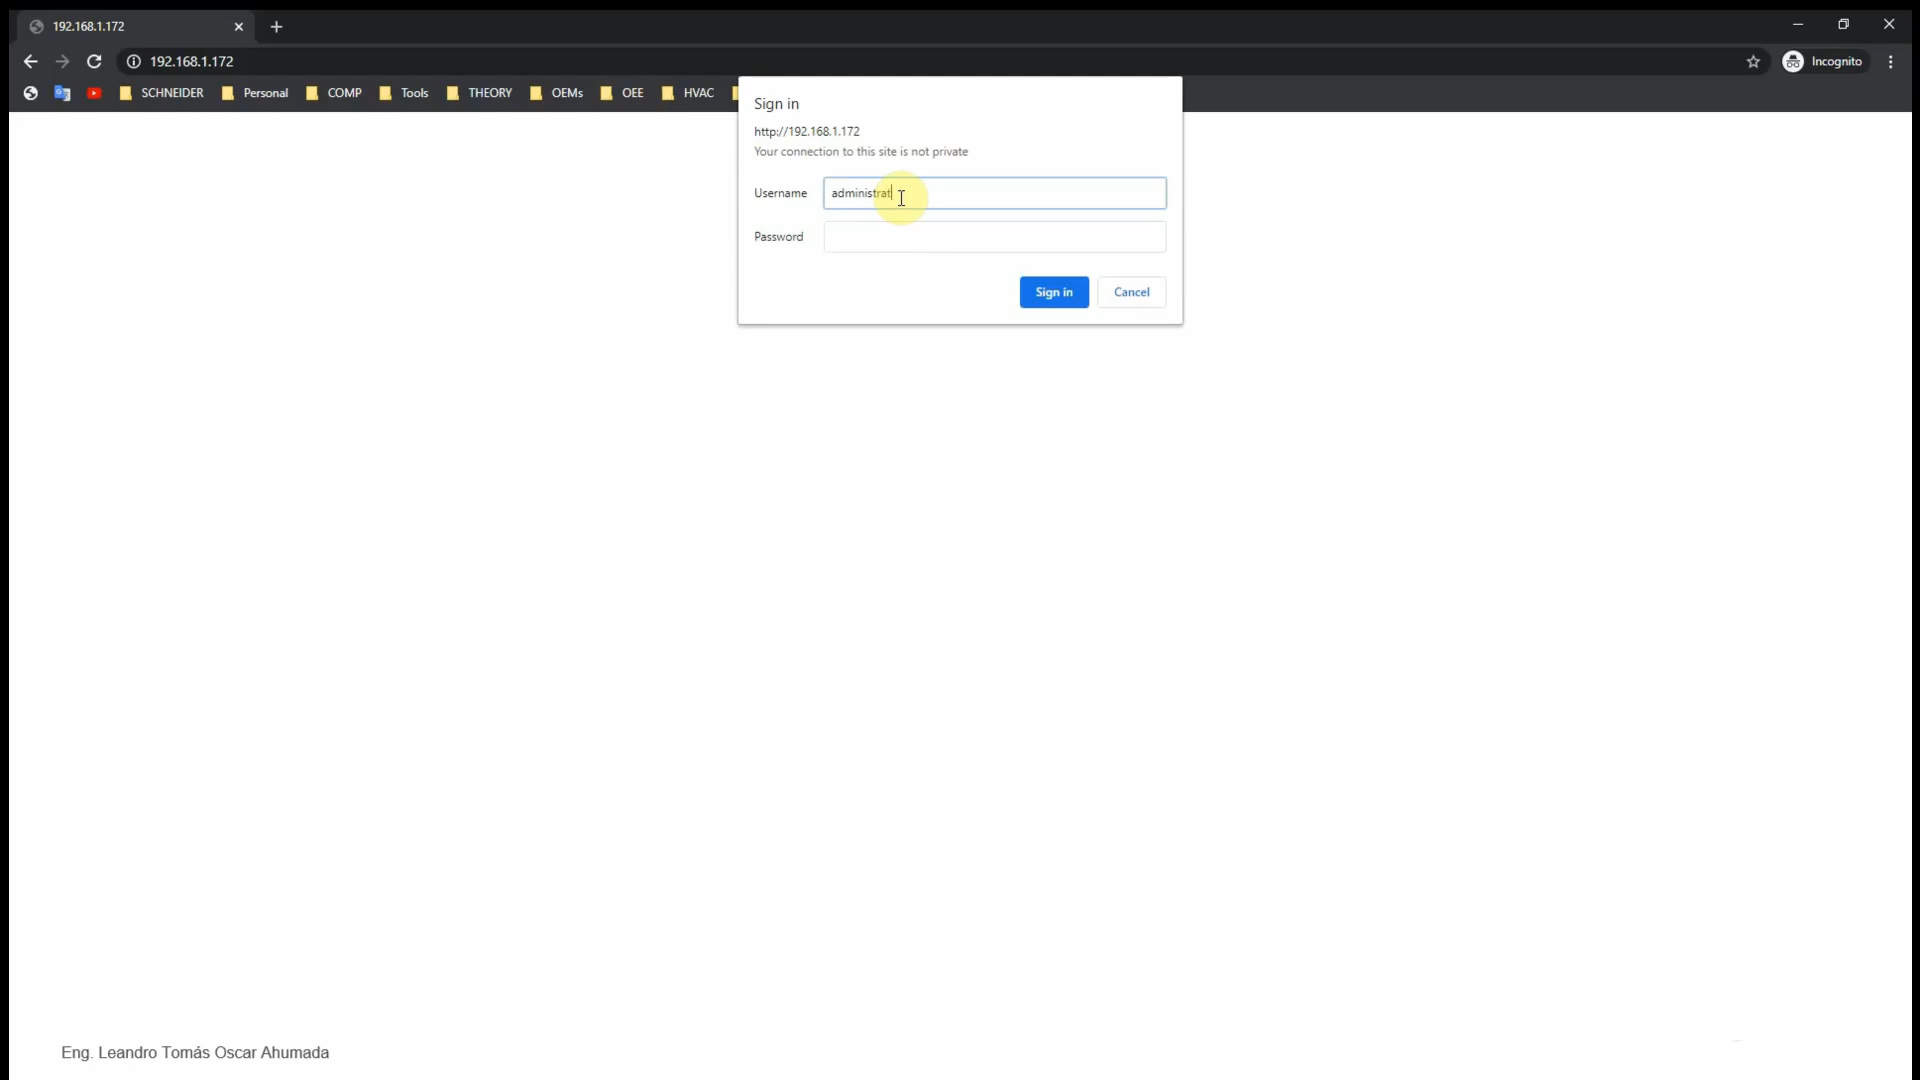 192.168.1.172
192.168.1.172
Incognito
SCHNEIDER
Personal
COMP
Tools
THEORY
OEMs
OEE
HVAC
Sign in
http://192.168.1.172
Your connection to this site is not private
Username
administrat
Password
Sign in
Cancel
Eng. Leandro Tomás Oscar Ahumada